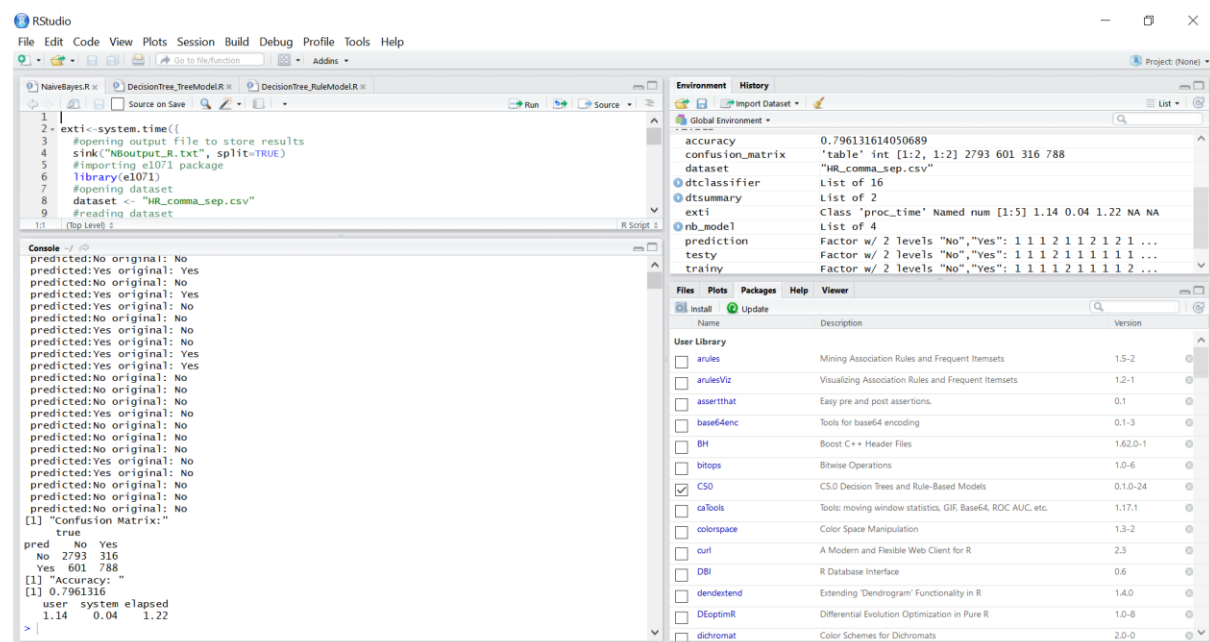 RStudio
File Edit Code View Plots Session Build Debug Profile Tools Help
Go to file/function Addins Project: (None)
NaiveBayes.R DecisionTree_TreeModel.R DecisionTree_RuleModel.R
Source on Save Run Source
1
2 exti<-system.time({
3 #opening output file to store results
4 sink("NBoutput_R.txt", split=TRUE)
5 #importing e1071 package
6 library(e1071)
7 #opening dataset
8 dataset <- "HR_comma_sep.csv"
9 #reading dataset
1:1 (Top Level) R Script
Console ~/
predicted:No original: No
predicted:Yes original: Yes
predicted:No original: No
predicted:Yes original: Yes
predicted:Yes original: No
predicted:No original: No
predicted:Yes original: No
predicted:Yes original: No
predicted:Yes original: Yes
predicted:Yes original: Yes
predicted:No original: No
predicted:No original: No
predicted:No original: No
predicted:Yes original: No
predicted:No original: No
predicted:No original: No
predicted:No original: No
predicted:Yes original: No
predicted:Yes original: No
predicted:No original: No
predicted:No original: No
predicted:No original: No
[1] "Confusion Matrix:"
true
pred No Yes
No 2793 316
Yes 601 788
[1] "Accuracy: "
[1] 0.7961316
user system elapsed
1.14 0.04 1.22
>
Environment History
Import Dataset List
Global Environment
accuracy 0.796131614050689
confusion_matrix 'table' int [1:2, 1:2] 2793 601 316 788
dataset "HR_comma_sep.csv"
dtclassifier List of 16
dtsummary List of 2
exti Class 'proc_time' Named num [1:5] 1.14 0.04 1.22 NA NA
nb_model List of 4
prediction Factor w/ 2 levels "No","Yes": 1 1 1 2 1 1 2 1 2 1 ...
testy Factor w/ 2 levels "No","Yes": 1 1 1 2 1 1 1 1 1 1 ...
trainy Factor w/ 2 levels "No","Yes": 1 1 1 1 2 1 1 1 1 2 ...
Files Plots Packages Help Viewer
Install Update
Name Description Version
User Library
arules Mining Association Rules and Frequent Itemsets 1.5-2
arulesViz Visualizing Association Rules and Frequent Itemsets 1.2-1
assertthat Easy pre and post assertions. 0.1
base64enc Tools for base64 encoding 0.1-3
BH Boost C++ Header Files 1.62.0-1
bitops Bitwise Operations 1.0-6
C50 C5.0 Decision Trees and Rule-Based Models 0.1.0-24
caTools Tools: moving window statistics, GIF, Base64, ROC AUC, etc. 1.17.1
colorspace Color Space Manipulation 1.3-2
curl A Modern and Flexible Web Client for R 2.3
DBI R Database Interface 0.6
dendextend Extending 'Dendrogram' Functionality in R 1.4.0
DEoptimR Differential Evolution Optimization in Pure R 1.0-8
dichromat Color Schemes for Dichromats 2.0-0